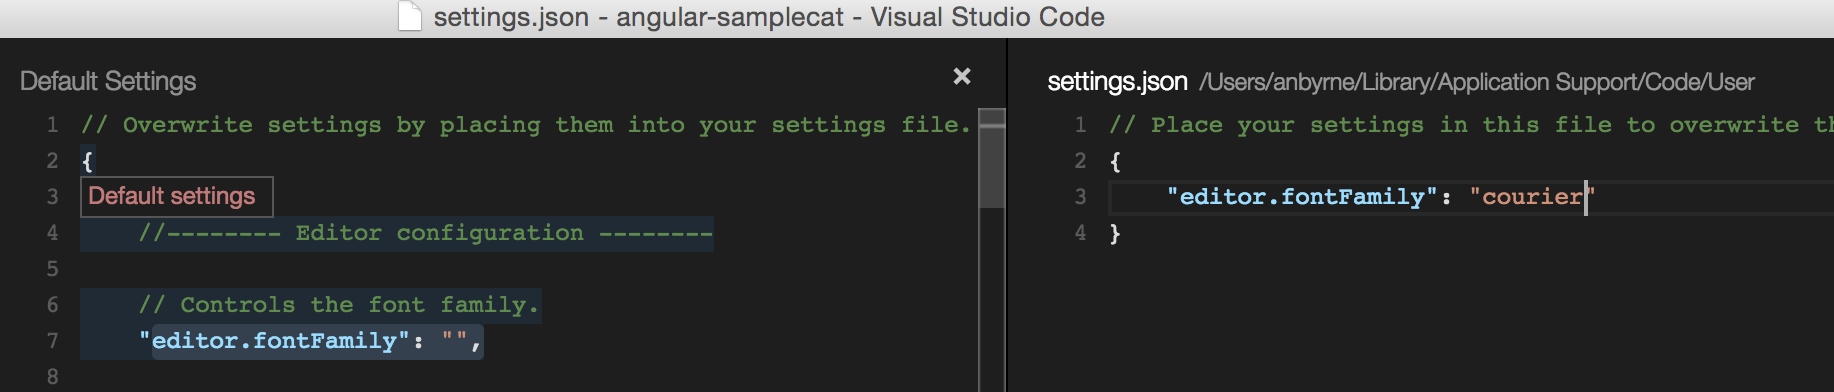 settings.json - angular-samplecat - Visual Studio Code
Default Settings
1 // Overwrite settings by placing them into your settings file.
2 {
3 Default settings
4 //-------- Editor configuration --------
5
6 // Controls the font family.
7 "editor.fontFamily": "",
8
settings.json /Users/anbyrne/Library/Application Support/Code/User
1 // Place your settings in this file to overwrite
2 {
3 "editor.fontFamily": "courier"
4 }